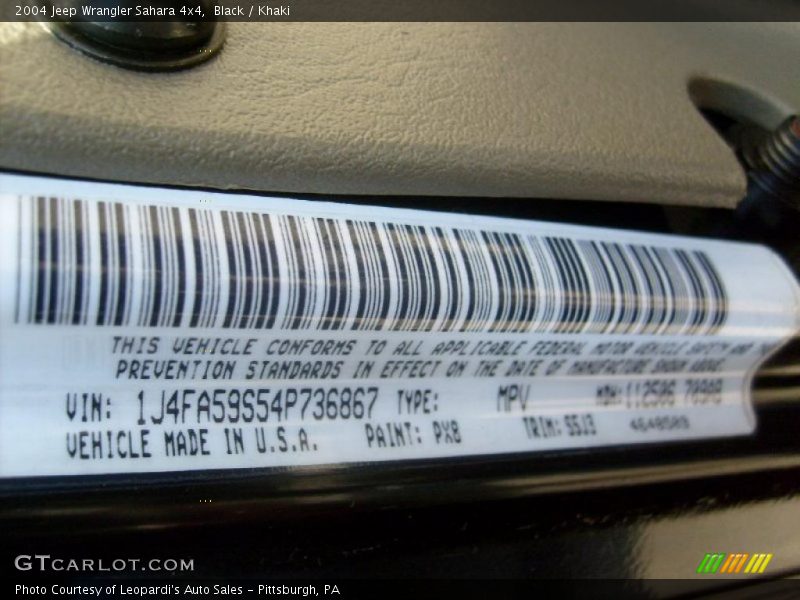 2004 Jeep Wrangler Sahara 4x4, Black / Khaki
THIS VEHICLE CONFORMS TO ALL APPLICABLE FEDERAL MOTOR VEHICLE SAFETY AND
PREVENTION STANDARDS IN EFFECT ON THE DATE OF MANUFACTURE SHOWN ABOVE.
VIN: 1J4FA59S54P736867 TYPE: MPV MDH:
VEHICLE MADE IN U.S.A. PAINT: PX8 TRIM: S5J3
GTCARLOT.COM
Photo Courtesy of Leopardi's Auto Sales - Pittsburgh, PA